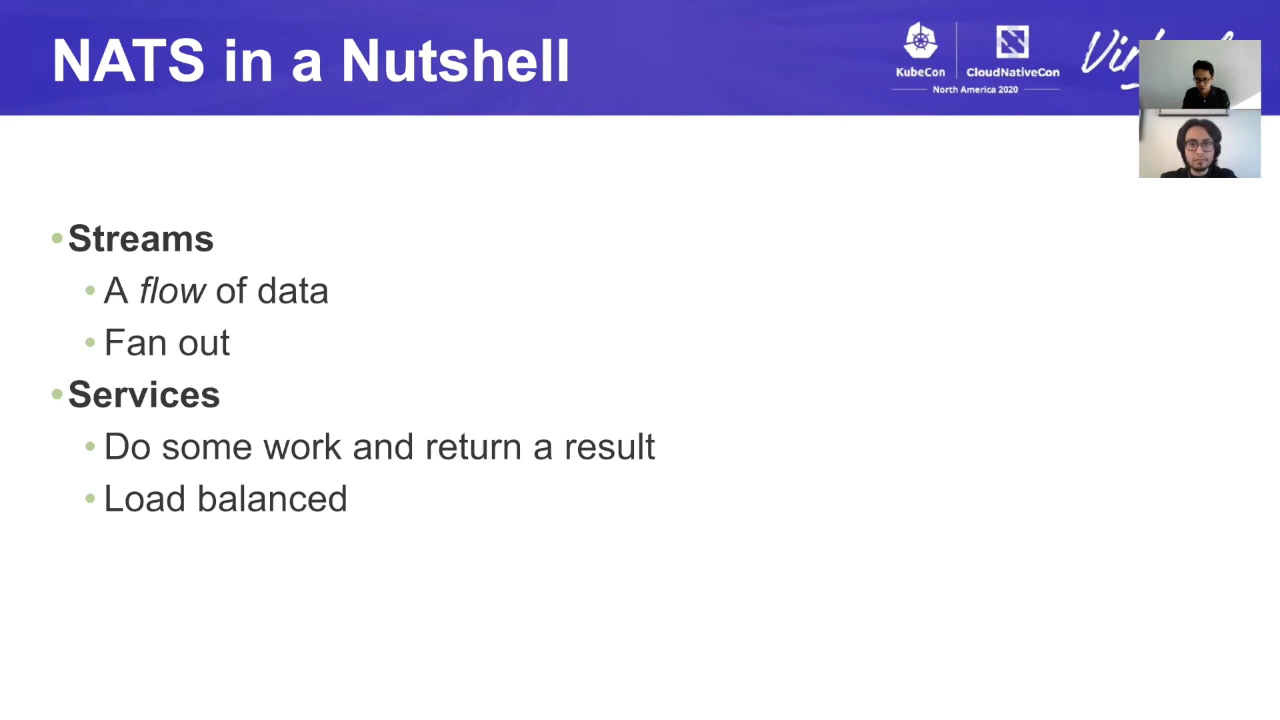 NATS in a Nutshell
KubeCon
CloudNativeCon
North America 2020
•Streams
•A flow of data
•Fan out
•Services
•Do some work and return a result
•Load balanced